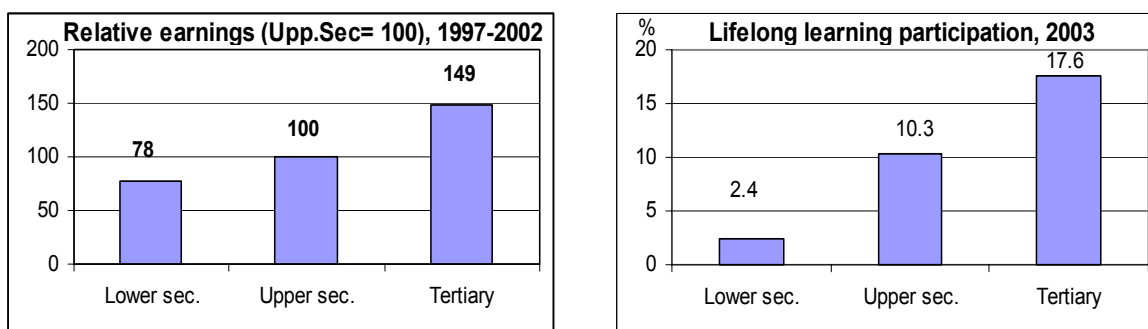 Relative earnings (Upp.Sec= 100), 1997-2002
200
150
100
50
0
78
100
149
Lower sec.
Upper sec.
Tertiary
%
Lifelong learning participation, 2003
20
15
10
5
0
2.4
10.3
17.6
Lower sec.
Upper sec.
Tertiary